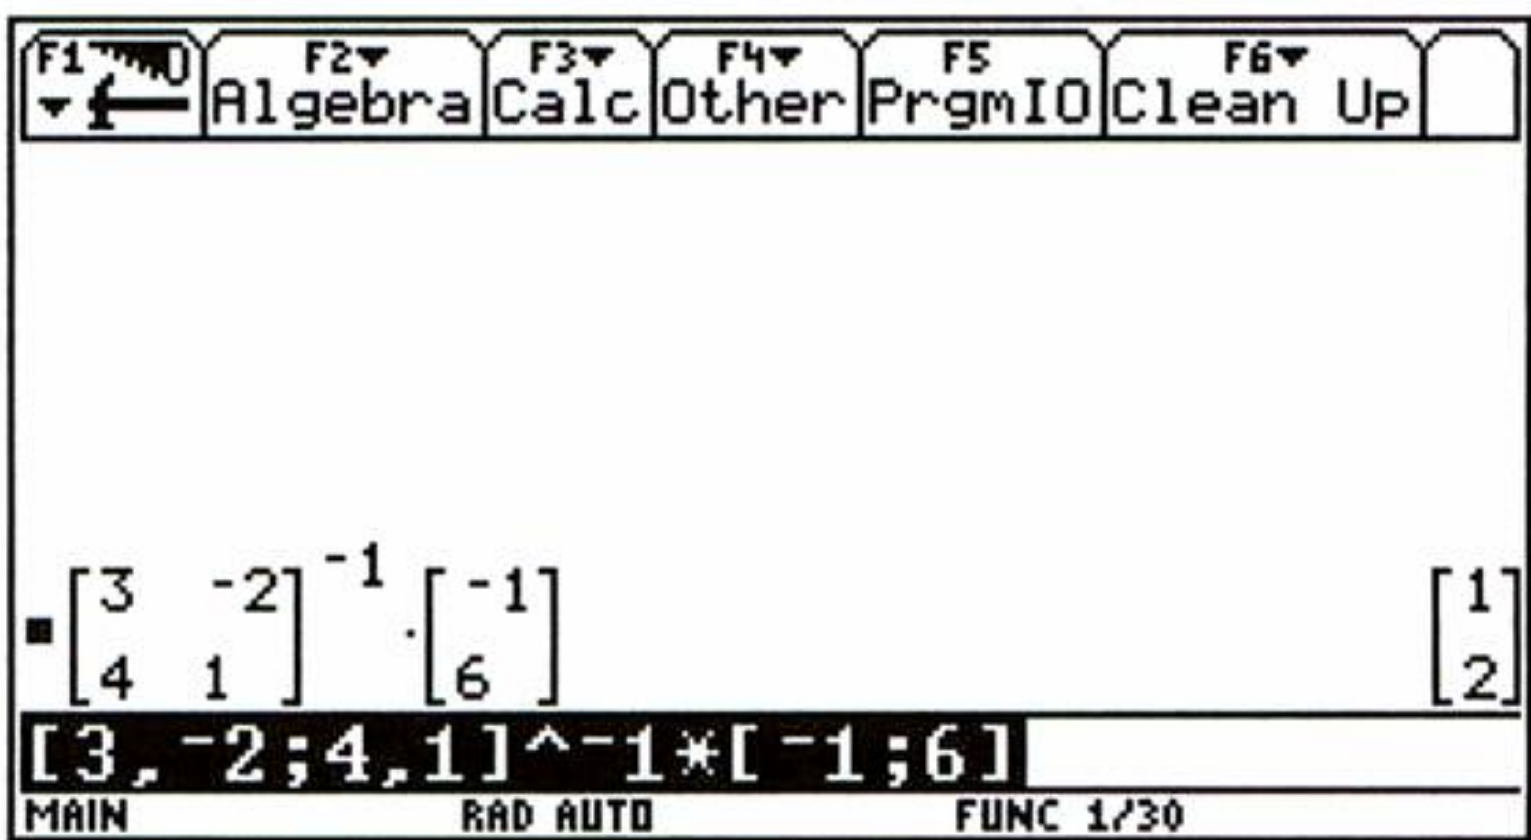 F1 F2 F3 F4 F5 F6
Algebra Calc Other PrgmIO Clean Up
[3 -2; 4 1]^-1 · [-1; 6] [1; 2]
[3, -2;4,1]^-1*[-1;6]
MAIN RAD AUTO FUNC 1/30